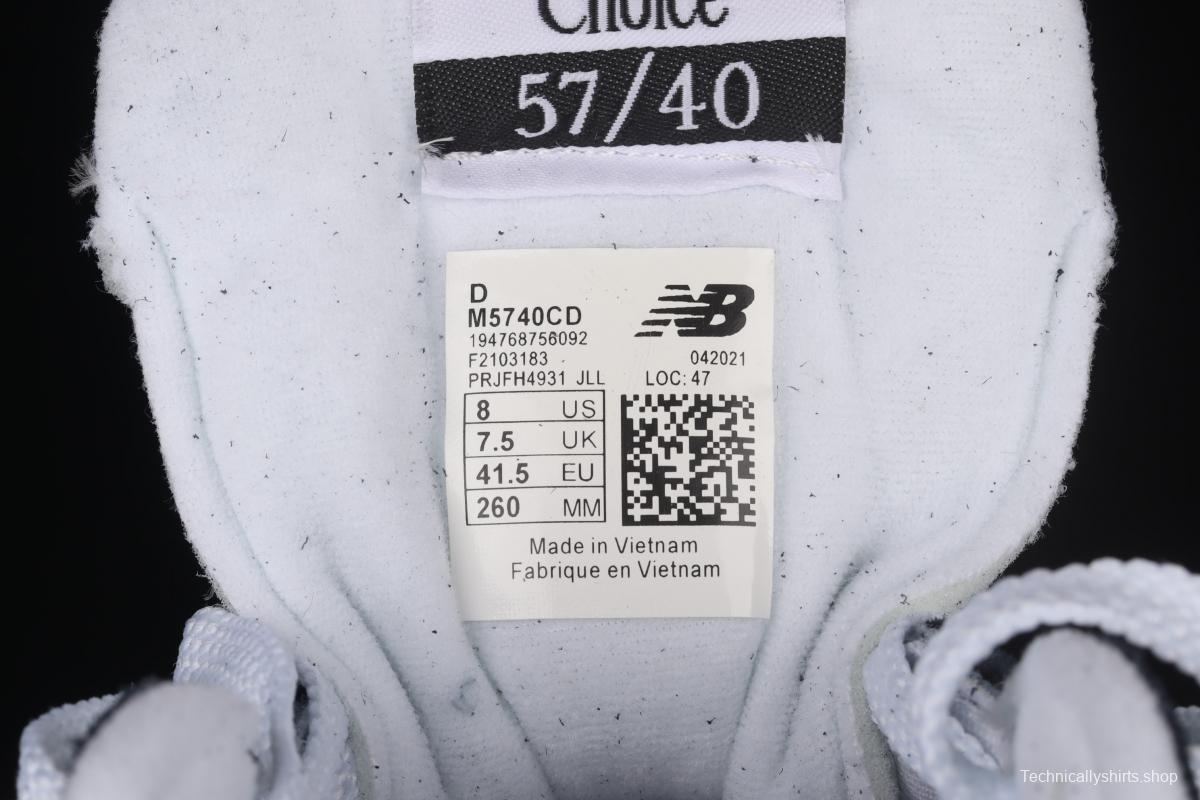 Choice
57/40
D
M5740CD
194768756092
F2103183
042021
PRJFH4931 JLL
LOC: 47
NB
8 US
7.5 UK
41.5 EU
260 MM
Made in Vietnam
Fabrique en Vietnam
Technicallyshirts.shop